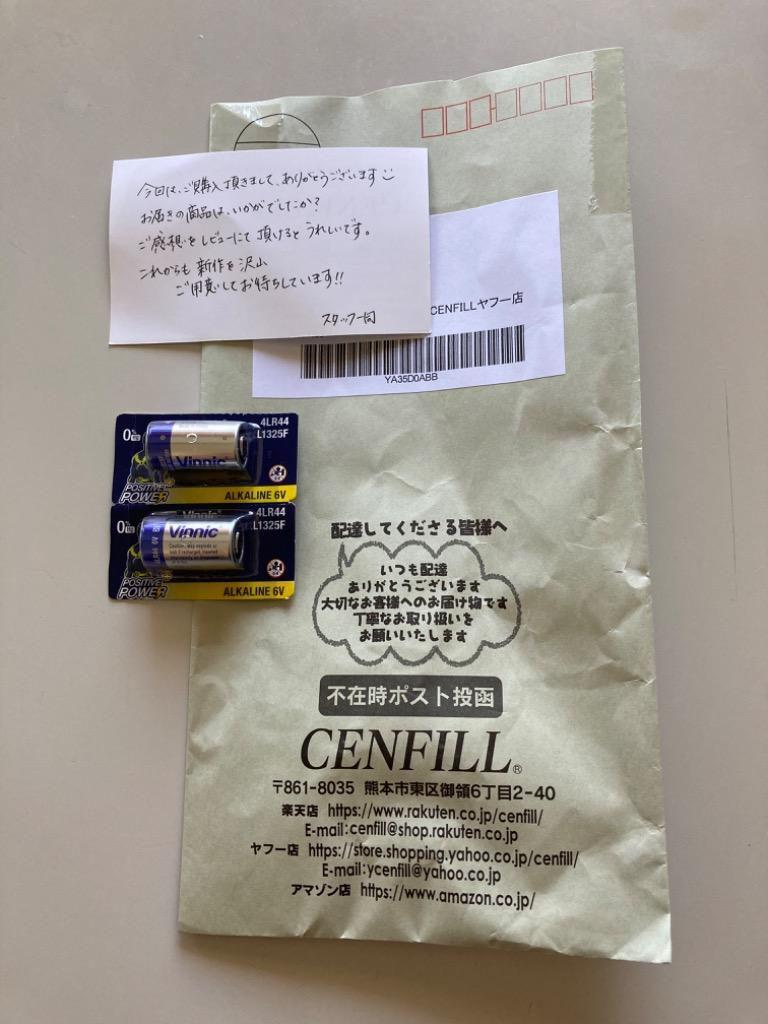 今回は、ご購入頂きまして、ありがとうございます
お届きの商品は、いかがでしたか?
ご感想をレビューにて頂けるとうれしいです。
これからも新作を沢山
ご用意してお待ちしています!!
スタッフ一同
CENFILLヤフー店
YA35D0ABB
0%
4LR44
L1325F
Vinnic
POSITIVE
POWER
ALKALINE 6V
0%
4LR44
L1325F
Vinnic
POSITIVE
POWER
ALKALINE 6V
配達してくださる皆様へ
いつも配達
ありがとうございます
大切なお客様へのお届け物です
丁寧なお取り扱いを
お願いいたします
不在時ポスト投函
CENFILL®
〒861-8035 熊本市東区御領6丁目2-40
楽天店 https://www.rakuten.co.jp/cenfill/
E-mail:cenfill@shop.rakuten.co.jp
ヤフー店 https://store.shopping.yahoo.co.jp/cenfill/
E-mail:ycenfill@yahoo.co.jp
アマゾン店 https://www.amazon.co.jp/